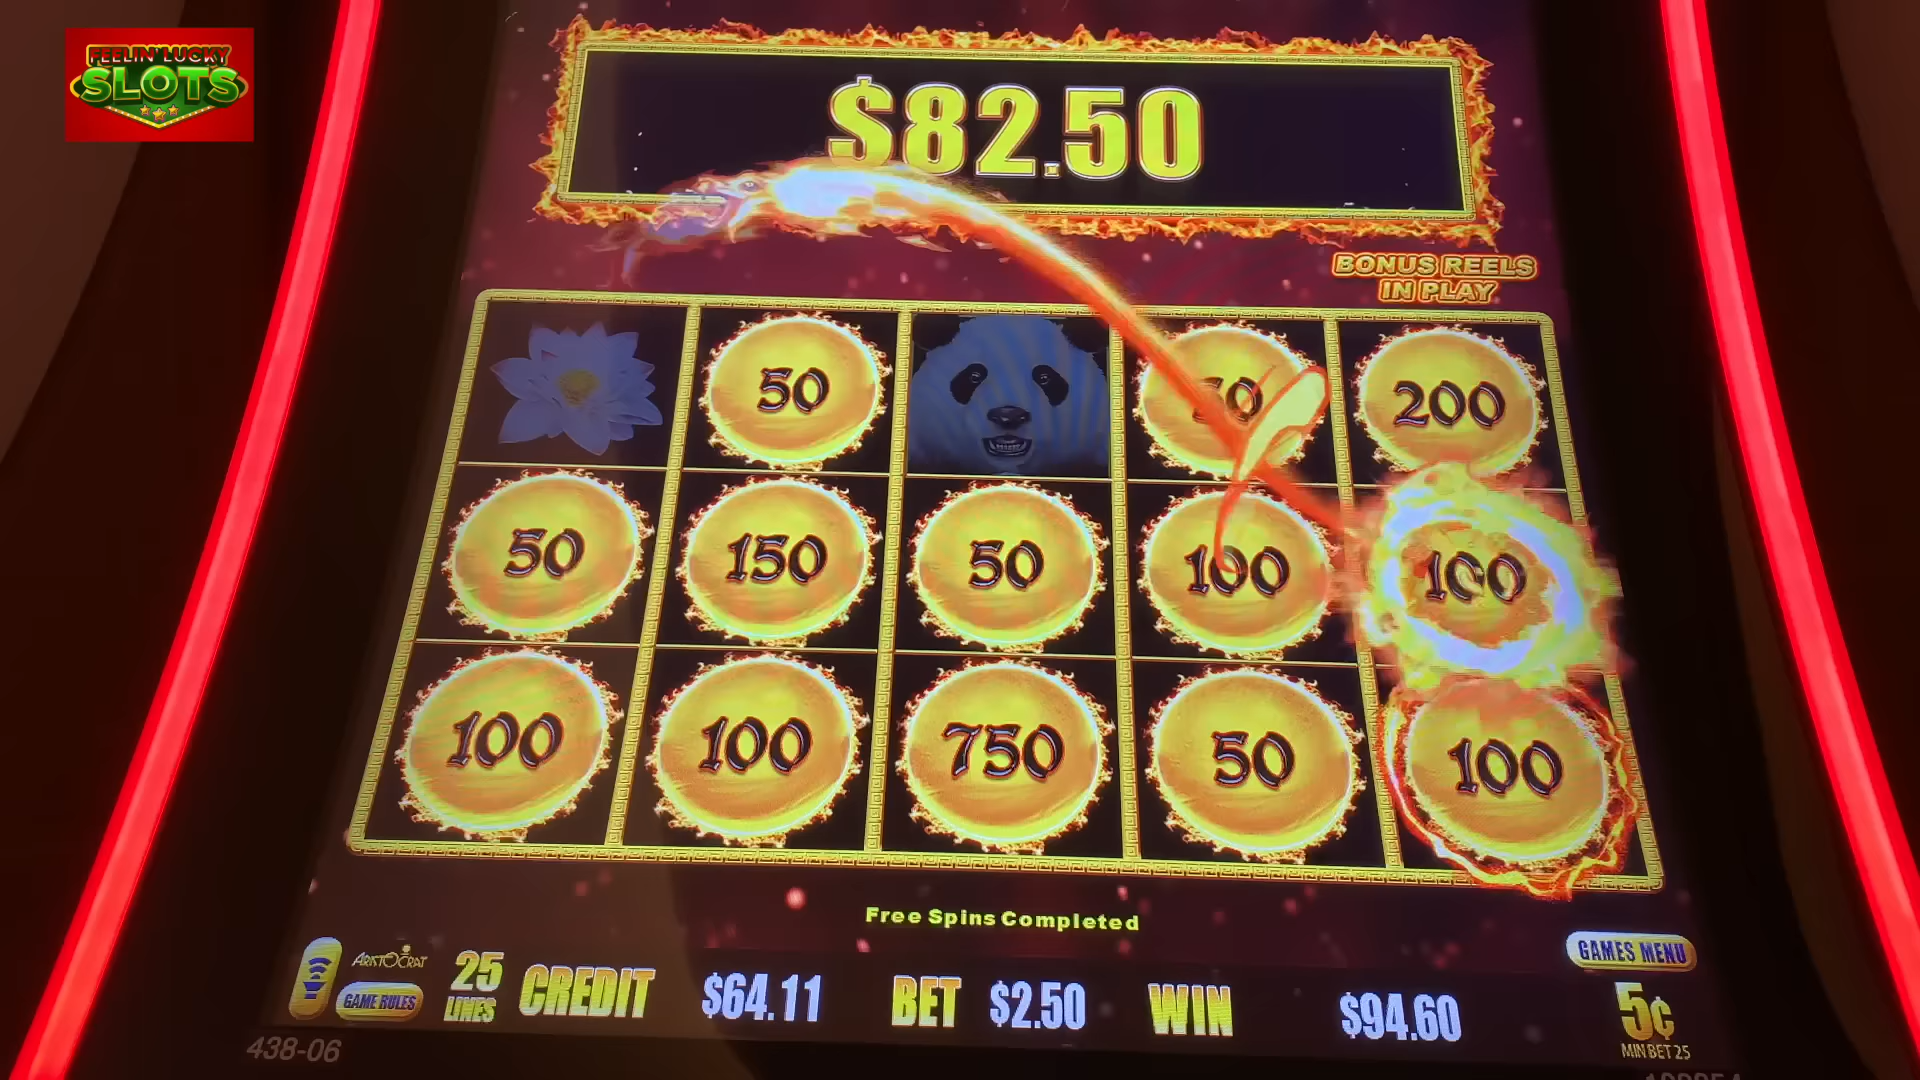 FEELIN' LUCKY
SLOTS
$82.50
BONUS REELS
IN PLAY
50
200
50
150
50
100
100
100
100
750
50
100
Free Spins Completed
GAMES MENU
ARISTOCRAT
GAME RULES
25
LINES
CREDIT
$64.11
BET
$2.50
WIN
$94.60
5¢
MIN BET 25
438-06